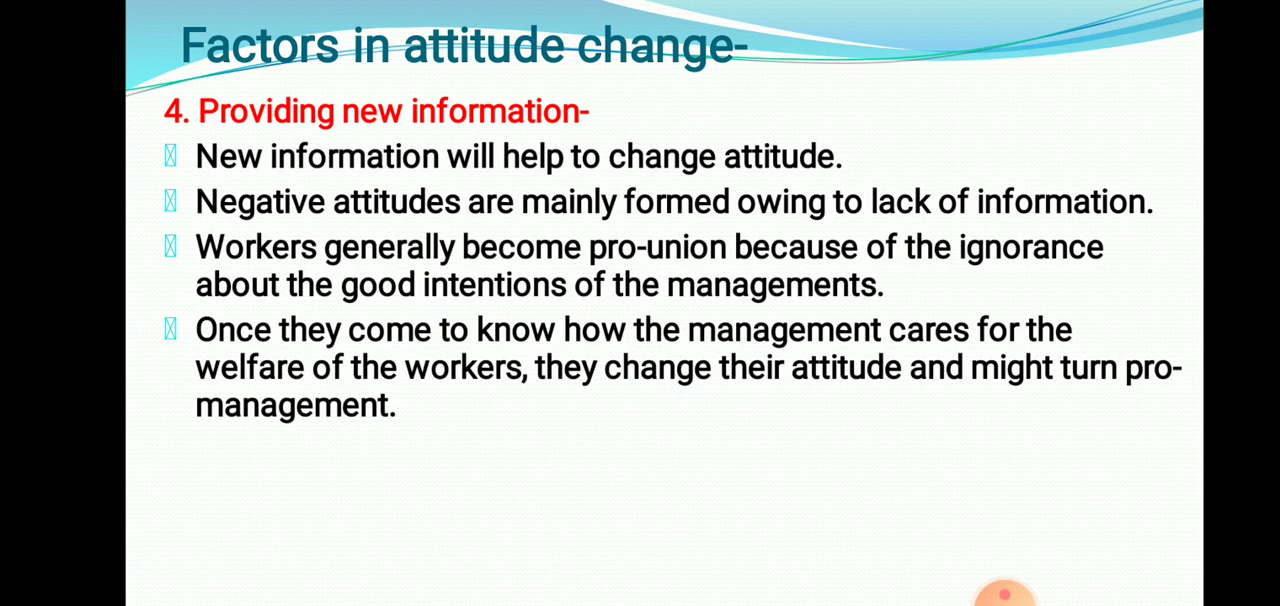 Factors in attitude change-
4. Providing new information-
New information will help to change attitude.
Negative attitudes are mainly formed owing to lack of information.
Workers generally become pro-union because of the ignorance
about the good intentions of the managements.
Once they come to know how the management cares for the
welfare of the workers, they change their attitude and might turn pro-
management.